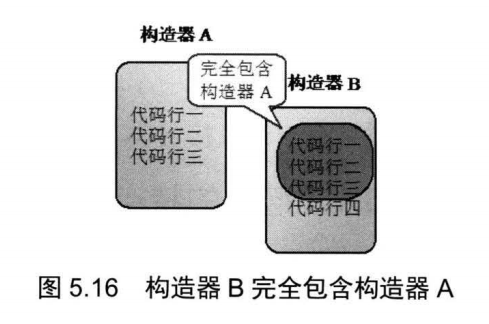 构造器 A
完全包含
构造器 A
构造器 B
代码行一
代码行二
代码行三
代码行一
代码行二
代码行三
代码行四
图 5.16 构造器 B 完全包含构造器 A